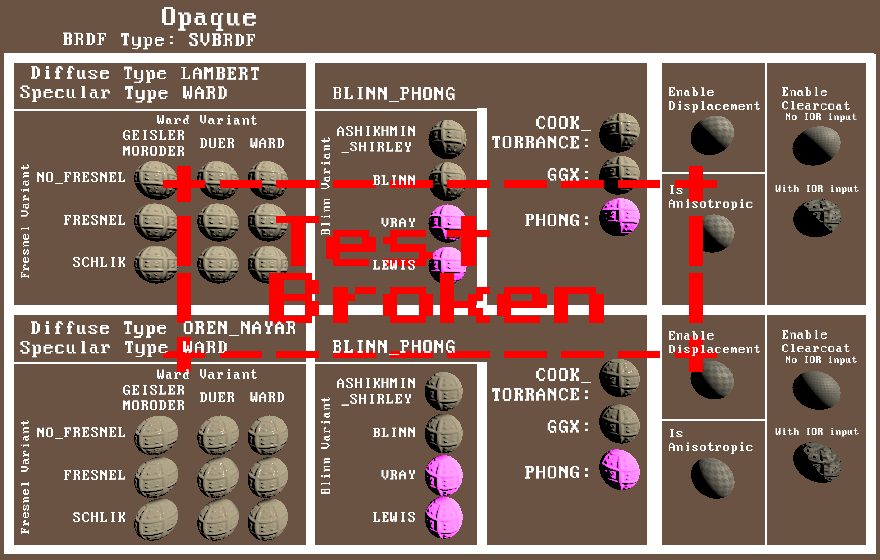 Opaque
BRDF Type: SVBRDF
Diffuse Type LAMBERT
Specular Type WARD
BLINN_PHONG
Ward Variant
GEISLER
MORODER
DUER
WARD
Fresnel Variant
NO_FRESNEL
FRESNEL
SCHLIK
Blinn Variant
ASHIKHMIN
_SHIRLEY
BLINN
VRAY
LEWIS
COOK_
TORRANCE:
GGX:
PHONG:
Enable
Displacement
Is
Anisotropic
Enable
Clearcoat
No IOR input
With IOR input
Test
Broken
Diffuse Type OREN_NAYAR
Specular Type WARD
BLINN_PHONG
Ward Variant
GEISLER
MORODER
DUER
WARD
Fresnel Variant
NO_FRESNEL
FRESNEL
SCHLIK
Blinn Variant
ASHIKHMIN
_SHIRLEY
BLINN
VRAY
LEWIS
COOK_
TORRANCE:
GGX:
PHONG:
Enable
Displacement
Is
Anisotropic
Enable
Clearcoat
No IOR input
With IOR input